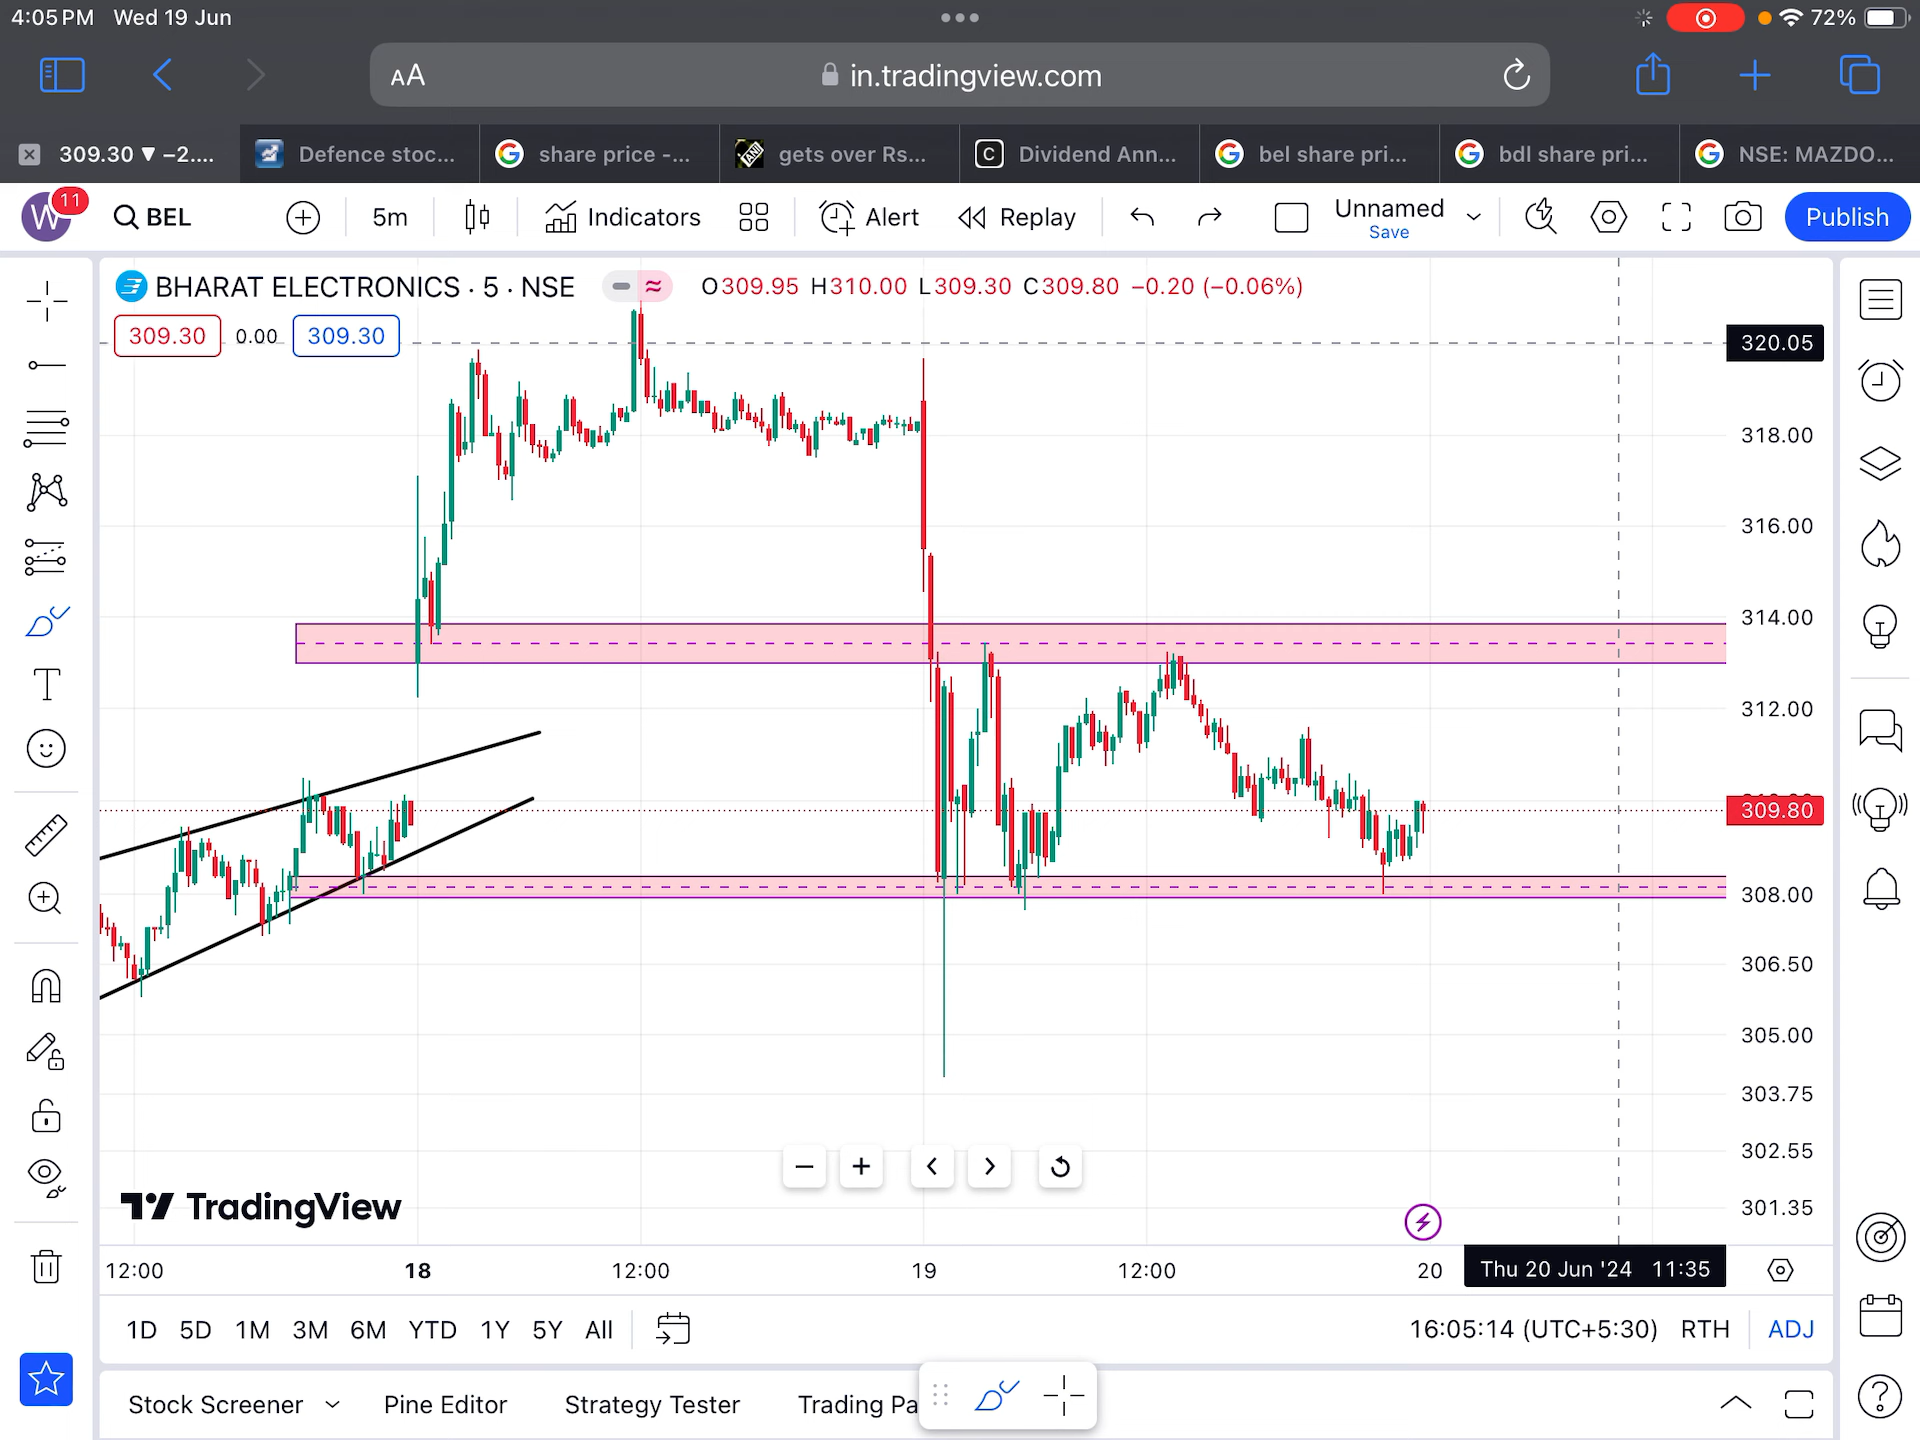 4:05 PM Wed 19 Jun
72%
AA
in.tradingview.com
309.30 ▼ −2....
Defence stoc...
share price -...
gets over Rs...
Dividend Ann...
bel share pri...
bdl share pri...
NSE: MAZDO...
W
11
BEL
5m
Indicators
Alert
Replay
Unnamed
Save
Publish
BHARAT ELECTRONICS · 5 · NSE
O309.95 H310.00 L309.30 C309.80 −0.20 (−0.06%)
309.30
0.00
309.30
320.05
318.00
316.00
314.00
312.00
309.80
308.00
306.50
305.00
303.75
302.55
301.35
TradingView
12:00
18
12:00
19
12:00
20
Thu 20 Jun '24 11:35
1D 5D 1M 3M 6M YTD 1Y 5Y All
16:05:14 (UTC+5:30) RTH ADJ
Stock Screener
Pine Editor
Strategy Tester
Trading Pa